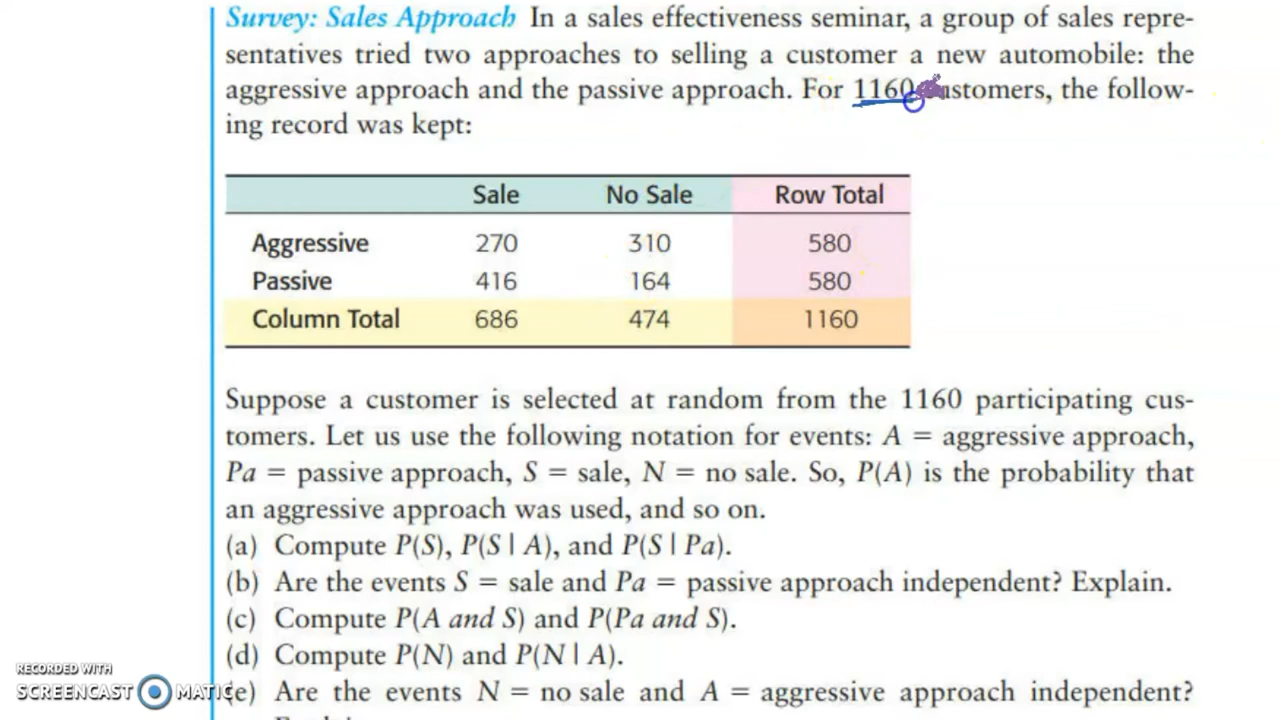 Survey: Sales Approach In a sales effectiveness seminar, a group of sales repre-
sentatives tried two approaches to selling a customer a new automobile: the
aggressive approach and the passive approach. For 1160 customers, the follow-
ing record was kept:
Sale No Sale Row Total
Aggressive 270 310 580
Passive 416 164 580
Column Total 686 474 1160
Suppose a customer is selected at random from the 1160 participating cus-
tomers. Let us use the following notation for events: A = aggressive approach,
Pa = passive approach, S = sale, N = no sale. So, P(A) is the probability that
an aggressive approach was used, and so on.
(a) Compute P(S), P(S | A), and P(S | Pa).
(b) Are the events S = sale and Pa = passive approach independent? Explain.
(c) Compute P(A and S) and P(Pa and S).
(d) Compute P(N) and P(N | A).
(e) Are the events N = no sale and A = aggressive approach independent?
RECORDED WITH
SCREENCAST MATIC